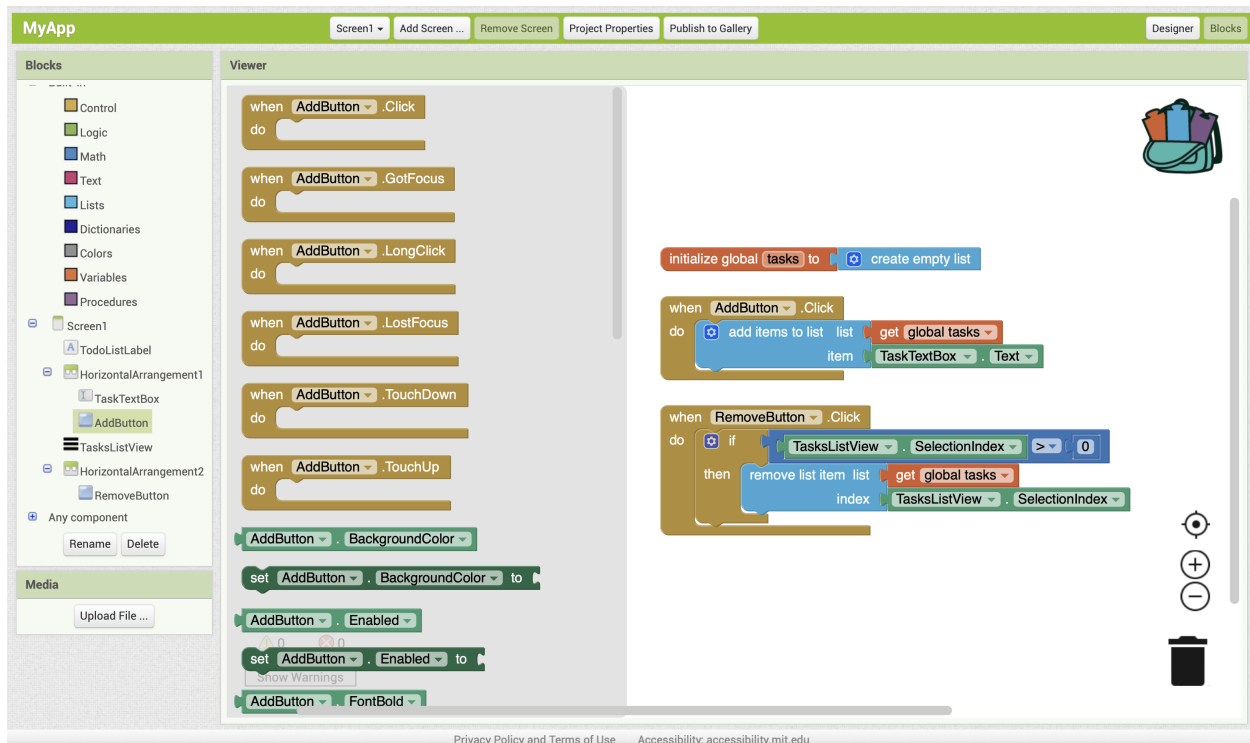 MyApp
Screen1
Add Screen ...
Remove Screen
Project Properties
Publish to Gallery
Designer
Blocks
Blocks
Control
Logic
Math
Text
Lists
Dictionaries
Colors
Variables
Procedures
Screen1
TodoListLabel
HorizontalArrangement1
TaskTextBox
AddButton
TasksListView
HorizontalArrangement2
RemoveButton
Any component
Rename
Delete
Media
Upload File ...
Viewer
when AddButton .Click
do
when AddButton .GotFocus
do
when AddButton .LongClick
do
when AddButton .LostFocus
do
when AddButton .TouchDown
do
when AddButton .TouchUp
do
AddButton . BackgroundColor
set AddButton . BackgroundColor to
AddButton . Enabled
0 0
set AddButton . Enabled to
Show Warnings
AddButton . FontBold
initialize global tasks to create empty list
when AddButton .Click
do add items to list list get global tasks
item TaskTextBox . Text
when RemoveButton .Click
do if TasksListView . SelectionIndex > 0
then remove list item list get global tasks
index TasksListView . SelectionIndex
Privacy Policy and Terms of Use
Accessibility: accessibility.mit.edu